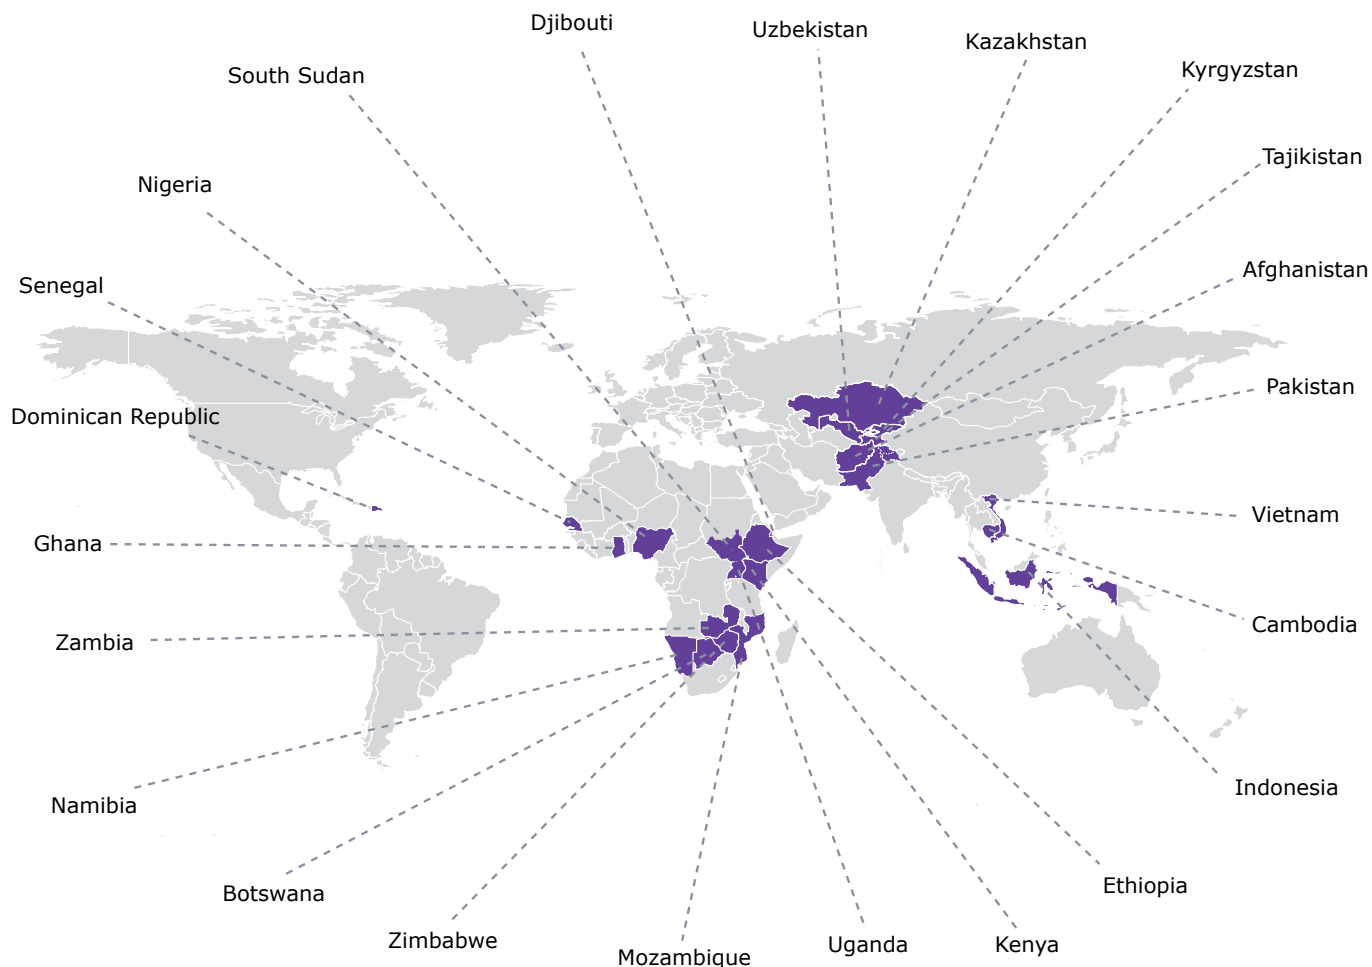 Djibouti
Uzbekistan
Kazakhstan
South Sudan
Kyrgyzstan
Nigeria
Tajikistan
Senegal
Afghanistan
Dominican Republic
Pakistan
Ghana
Vietnam
Zambia
Cambodia
Namibia
Indonesia
Botswana
Ethiopia
Zimbabwe
Mozambique
Uganda
Kenya